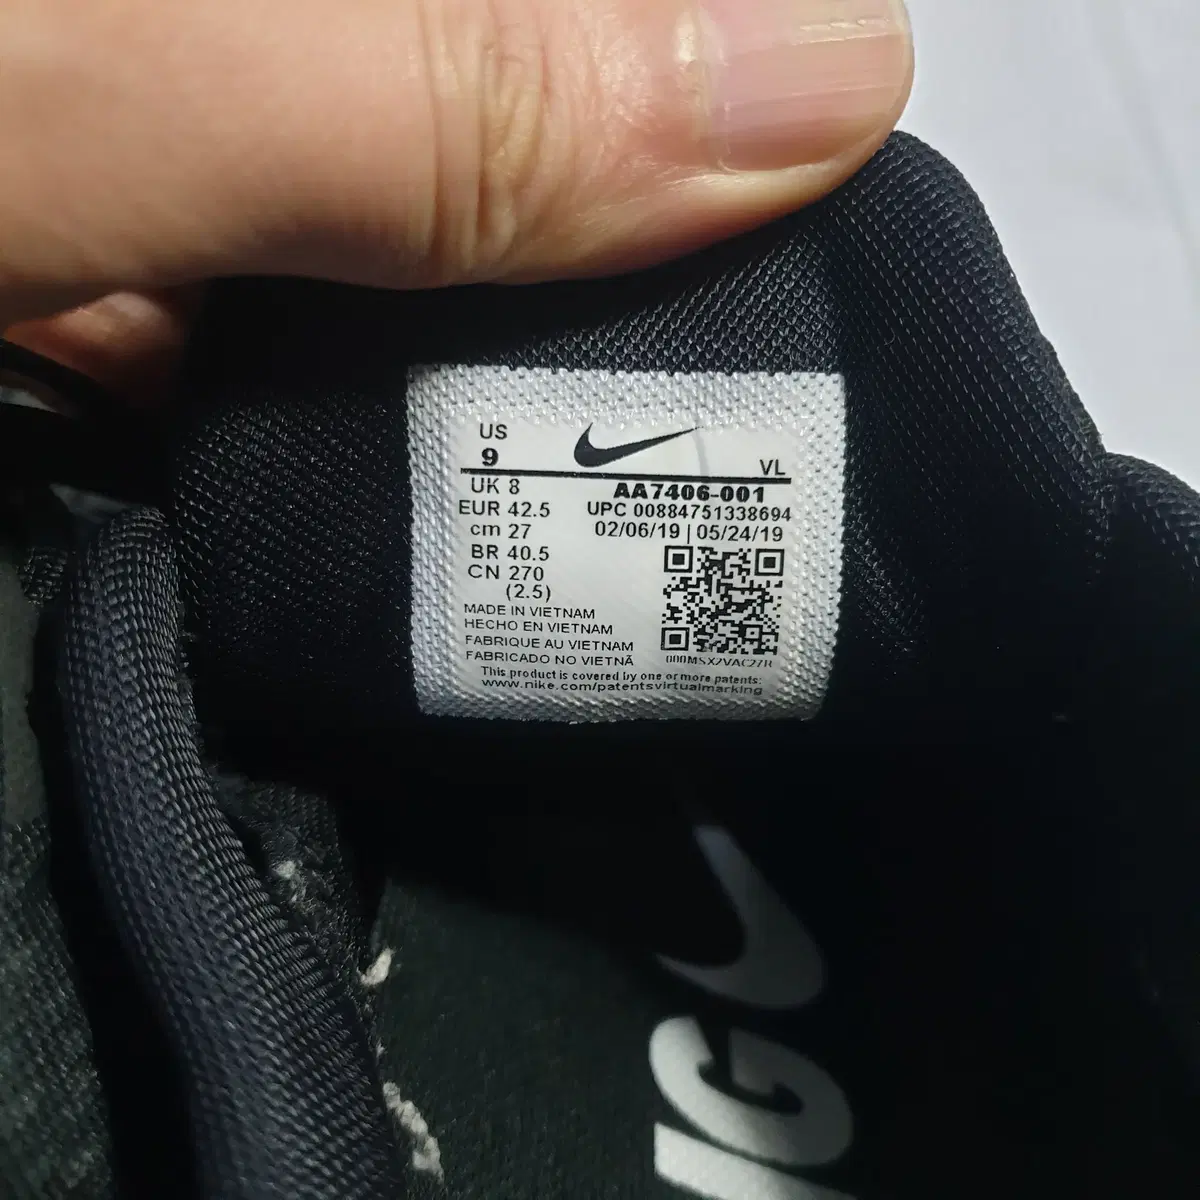 US
9
VL
UK 8
EUR 42.5
cm 27
BR 40.5
CN 270
(2.5)
AA7406-001
UPC 00884751338694
02/06/19 | 05/24/19
MADE IN VIETNAM
HECHO EN VIETNAM
FABRIQUE AU VIETNAM
FABRICADO NO VIETNÃ
This product is covered by one or more patents:
www.nike.com/patentsvirtualmarking